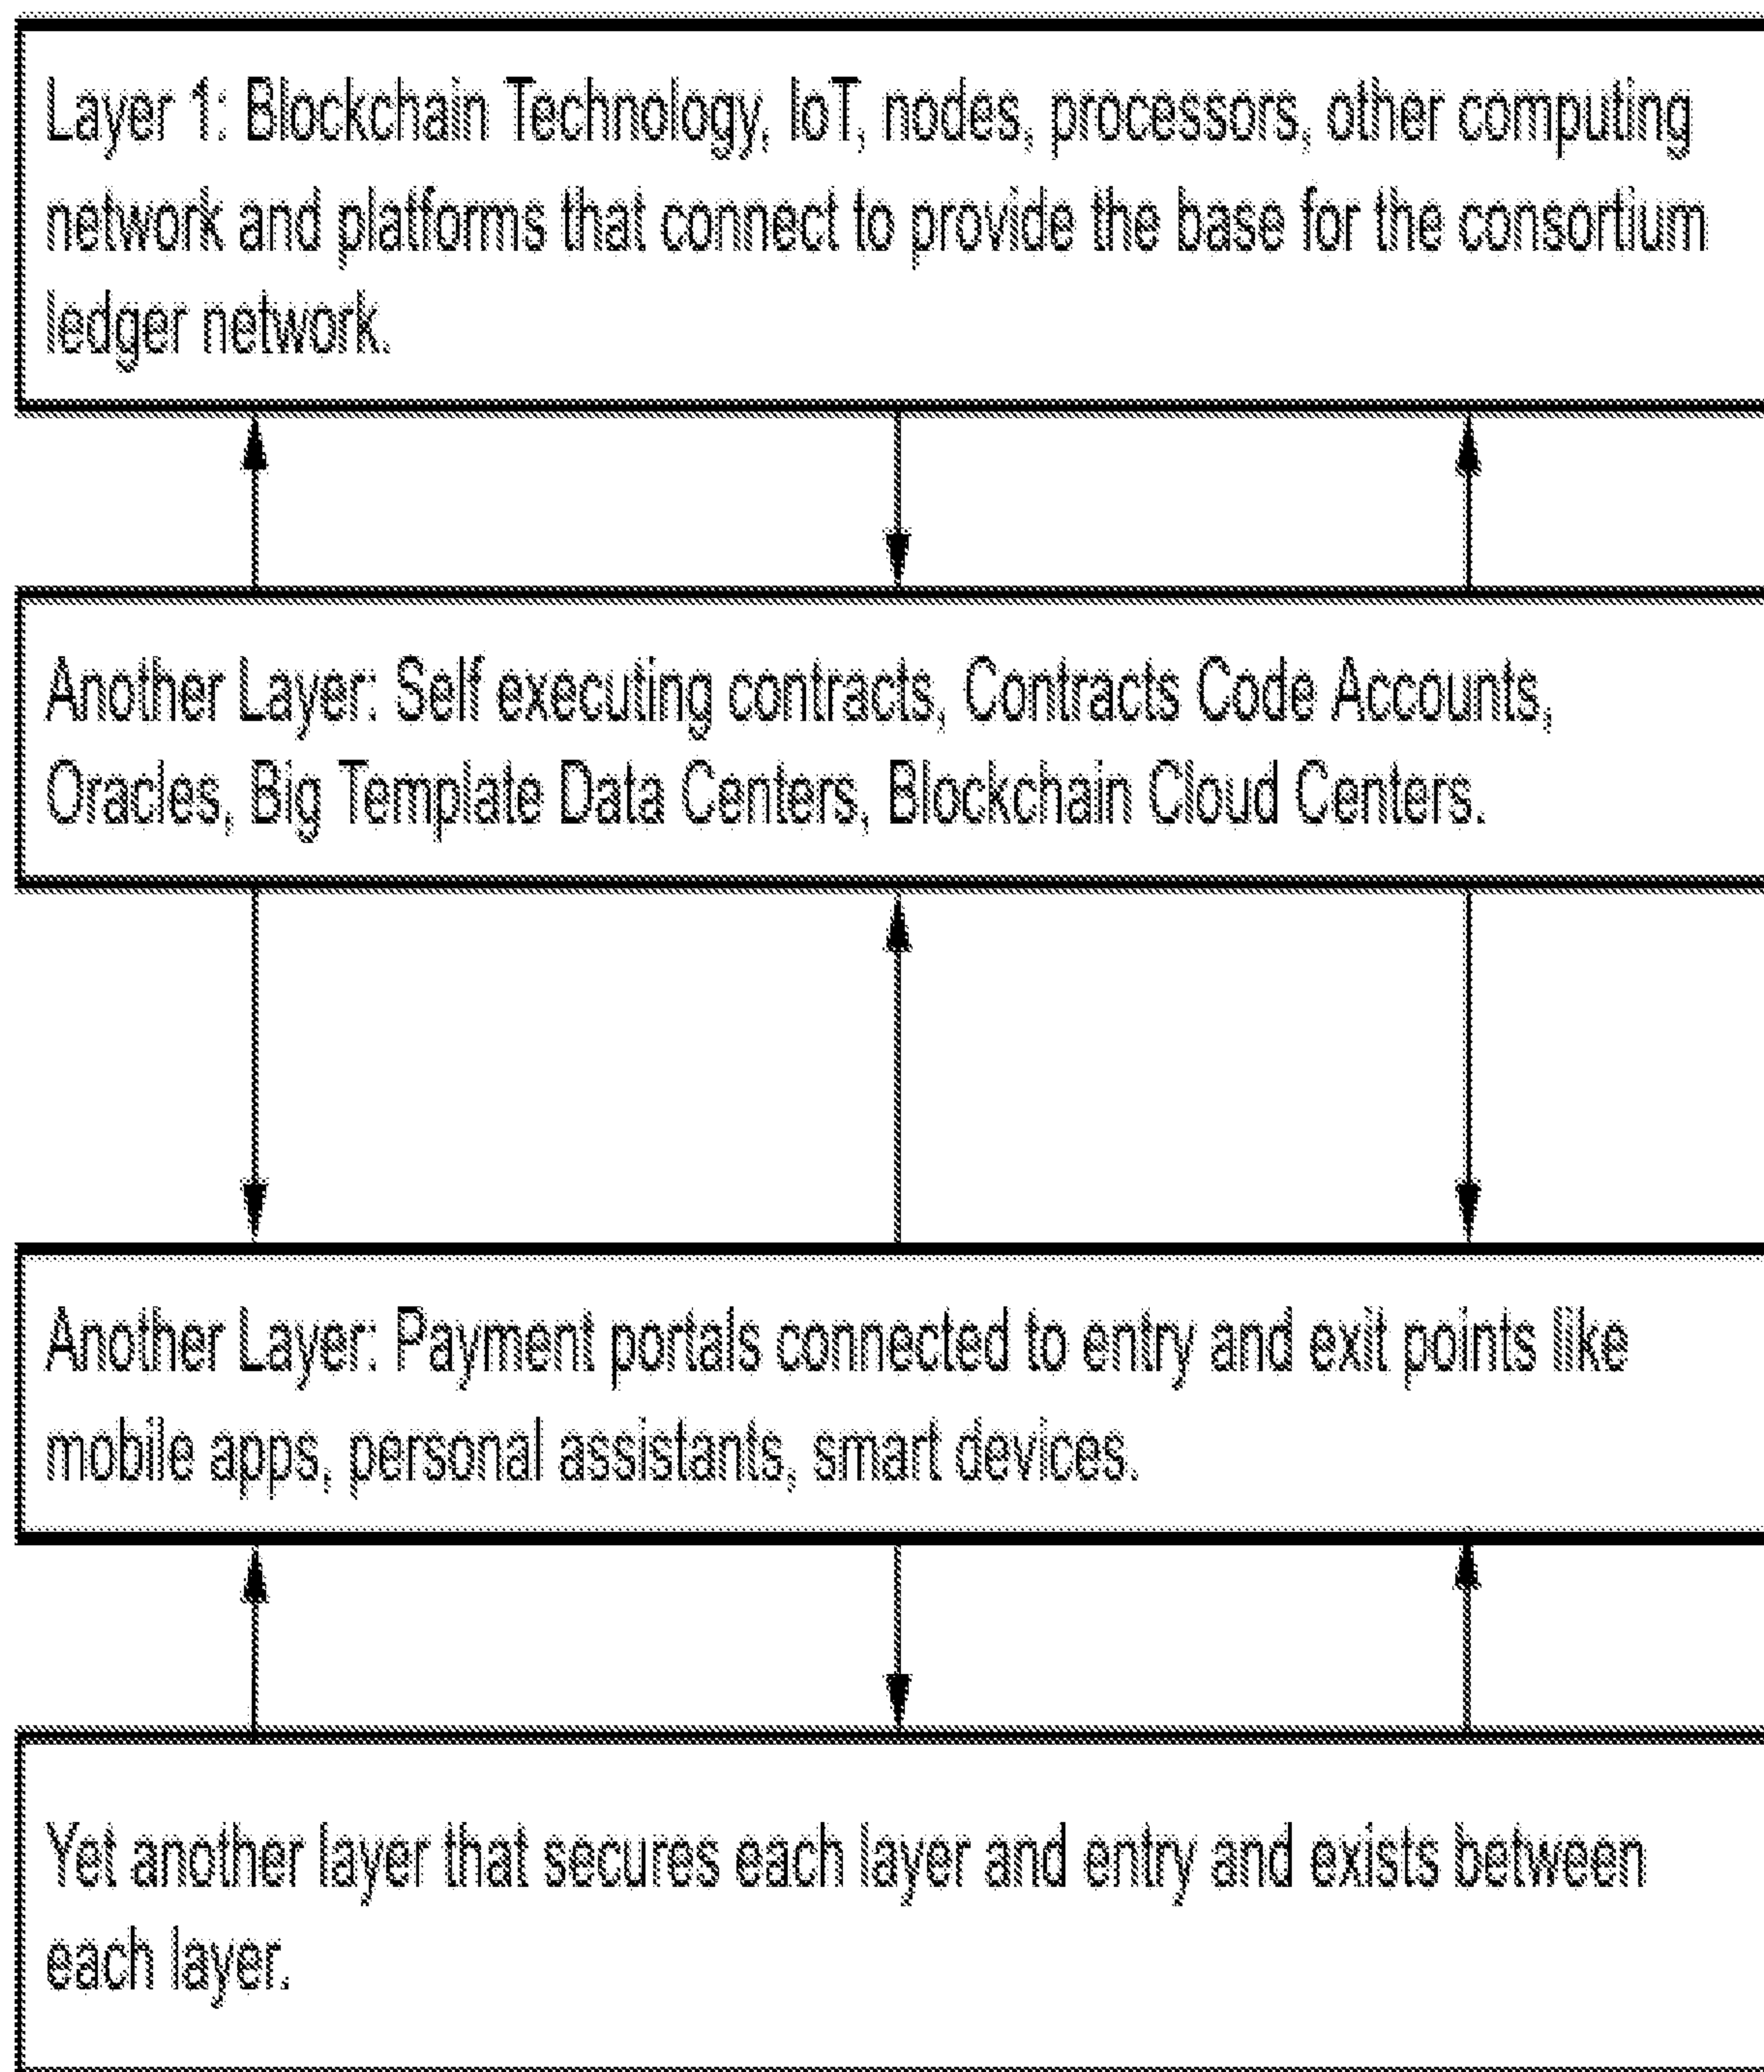 Layer 1: Blockchain Technology, IoT, nodes, processors, other computing
network and platforms that connect to provide the base for the consortium
ledger network.
Another Layer: Self executing contracts, Contracts Code Accounts,
Oracles, Big Template Data Centers, Blockchain Cloud Centers.
Another Layer: Payment portals connected to entry and exit points like
mobile apps, personal assistants, smart devices.
Yet another layer that secures each layer and entry and exists between
each layer.